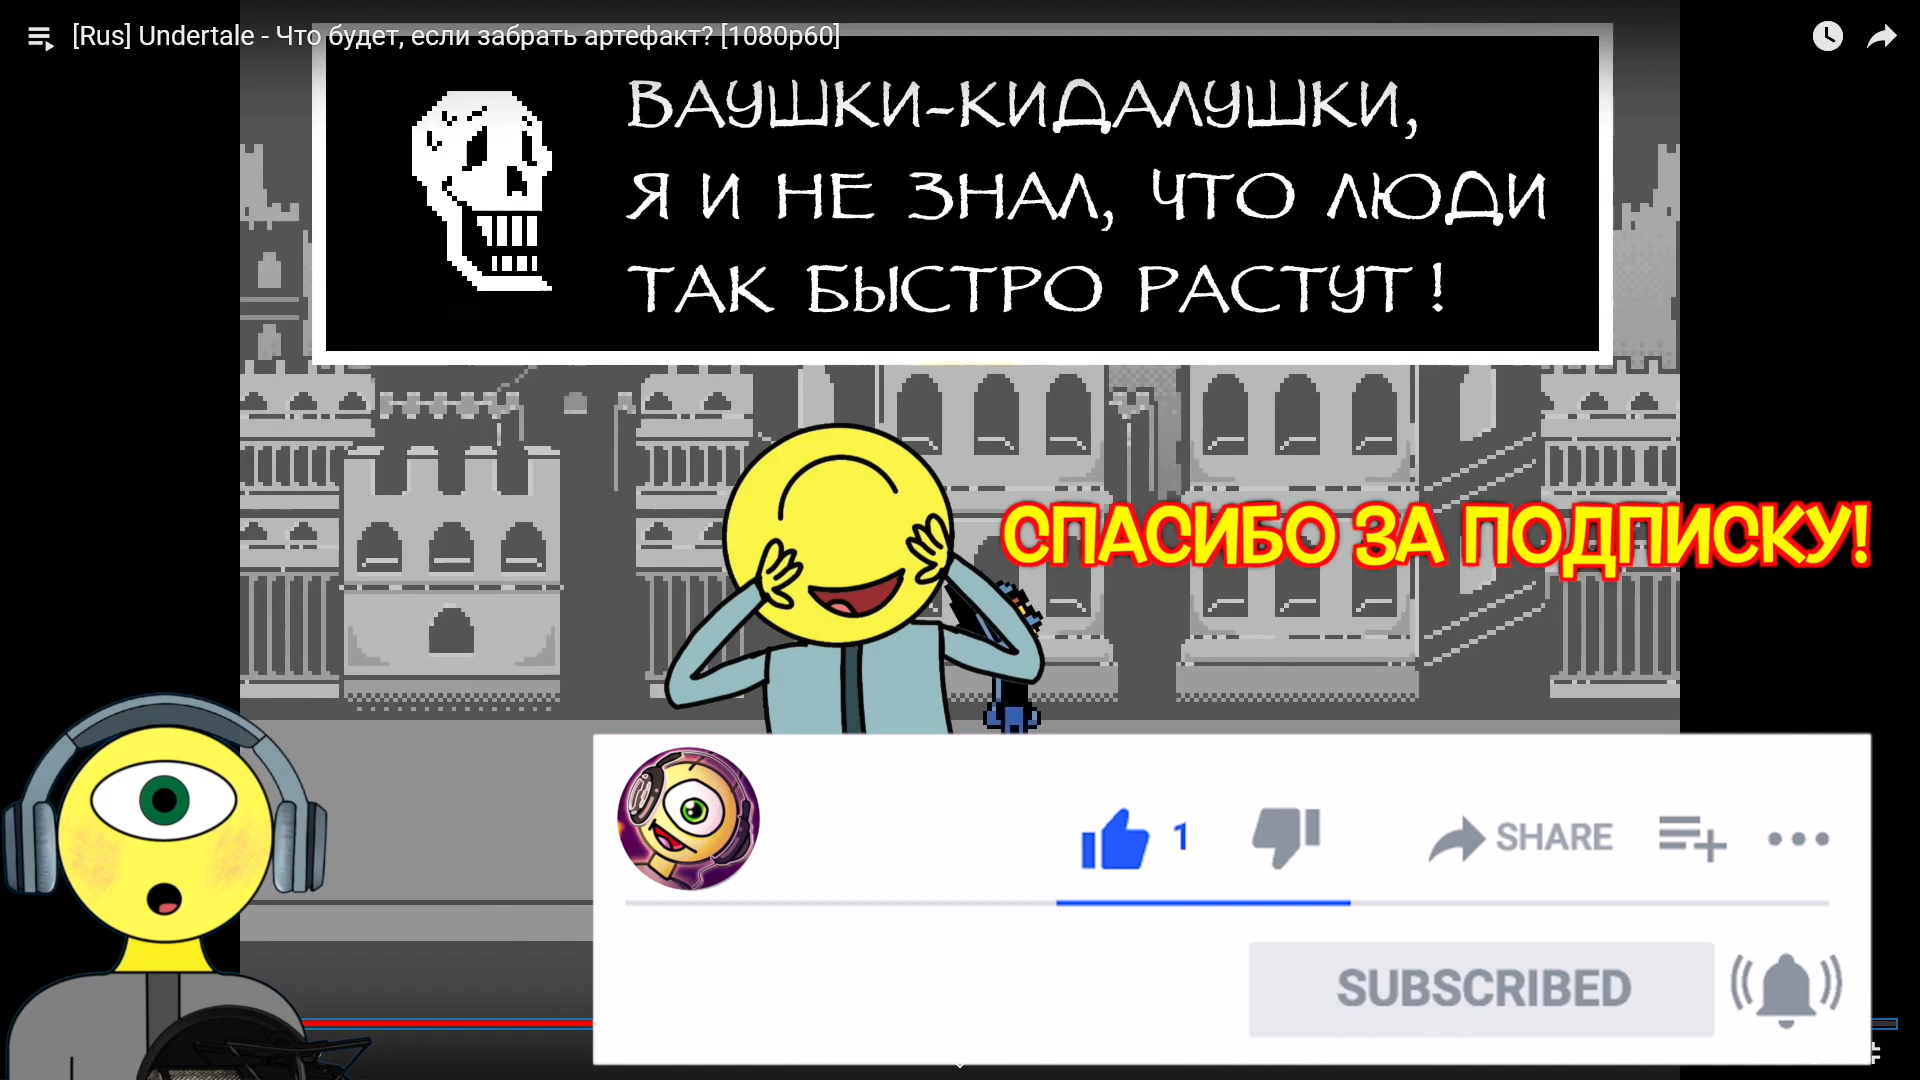 [Rus] Undertale - Что будет, если забрать артефакт? [1080p60]
ВАУШКИ-КИДАЛУШКИ,
Я И НЕ ЗНАЛ, ЧТО ЛЮДИ
ТАК БЫСТРО РАСТУТ!
СПАСИБО ЗА ПОДПИСКУ!
1
SHARE
SUBSCRIBED